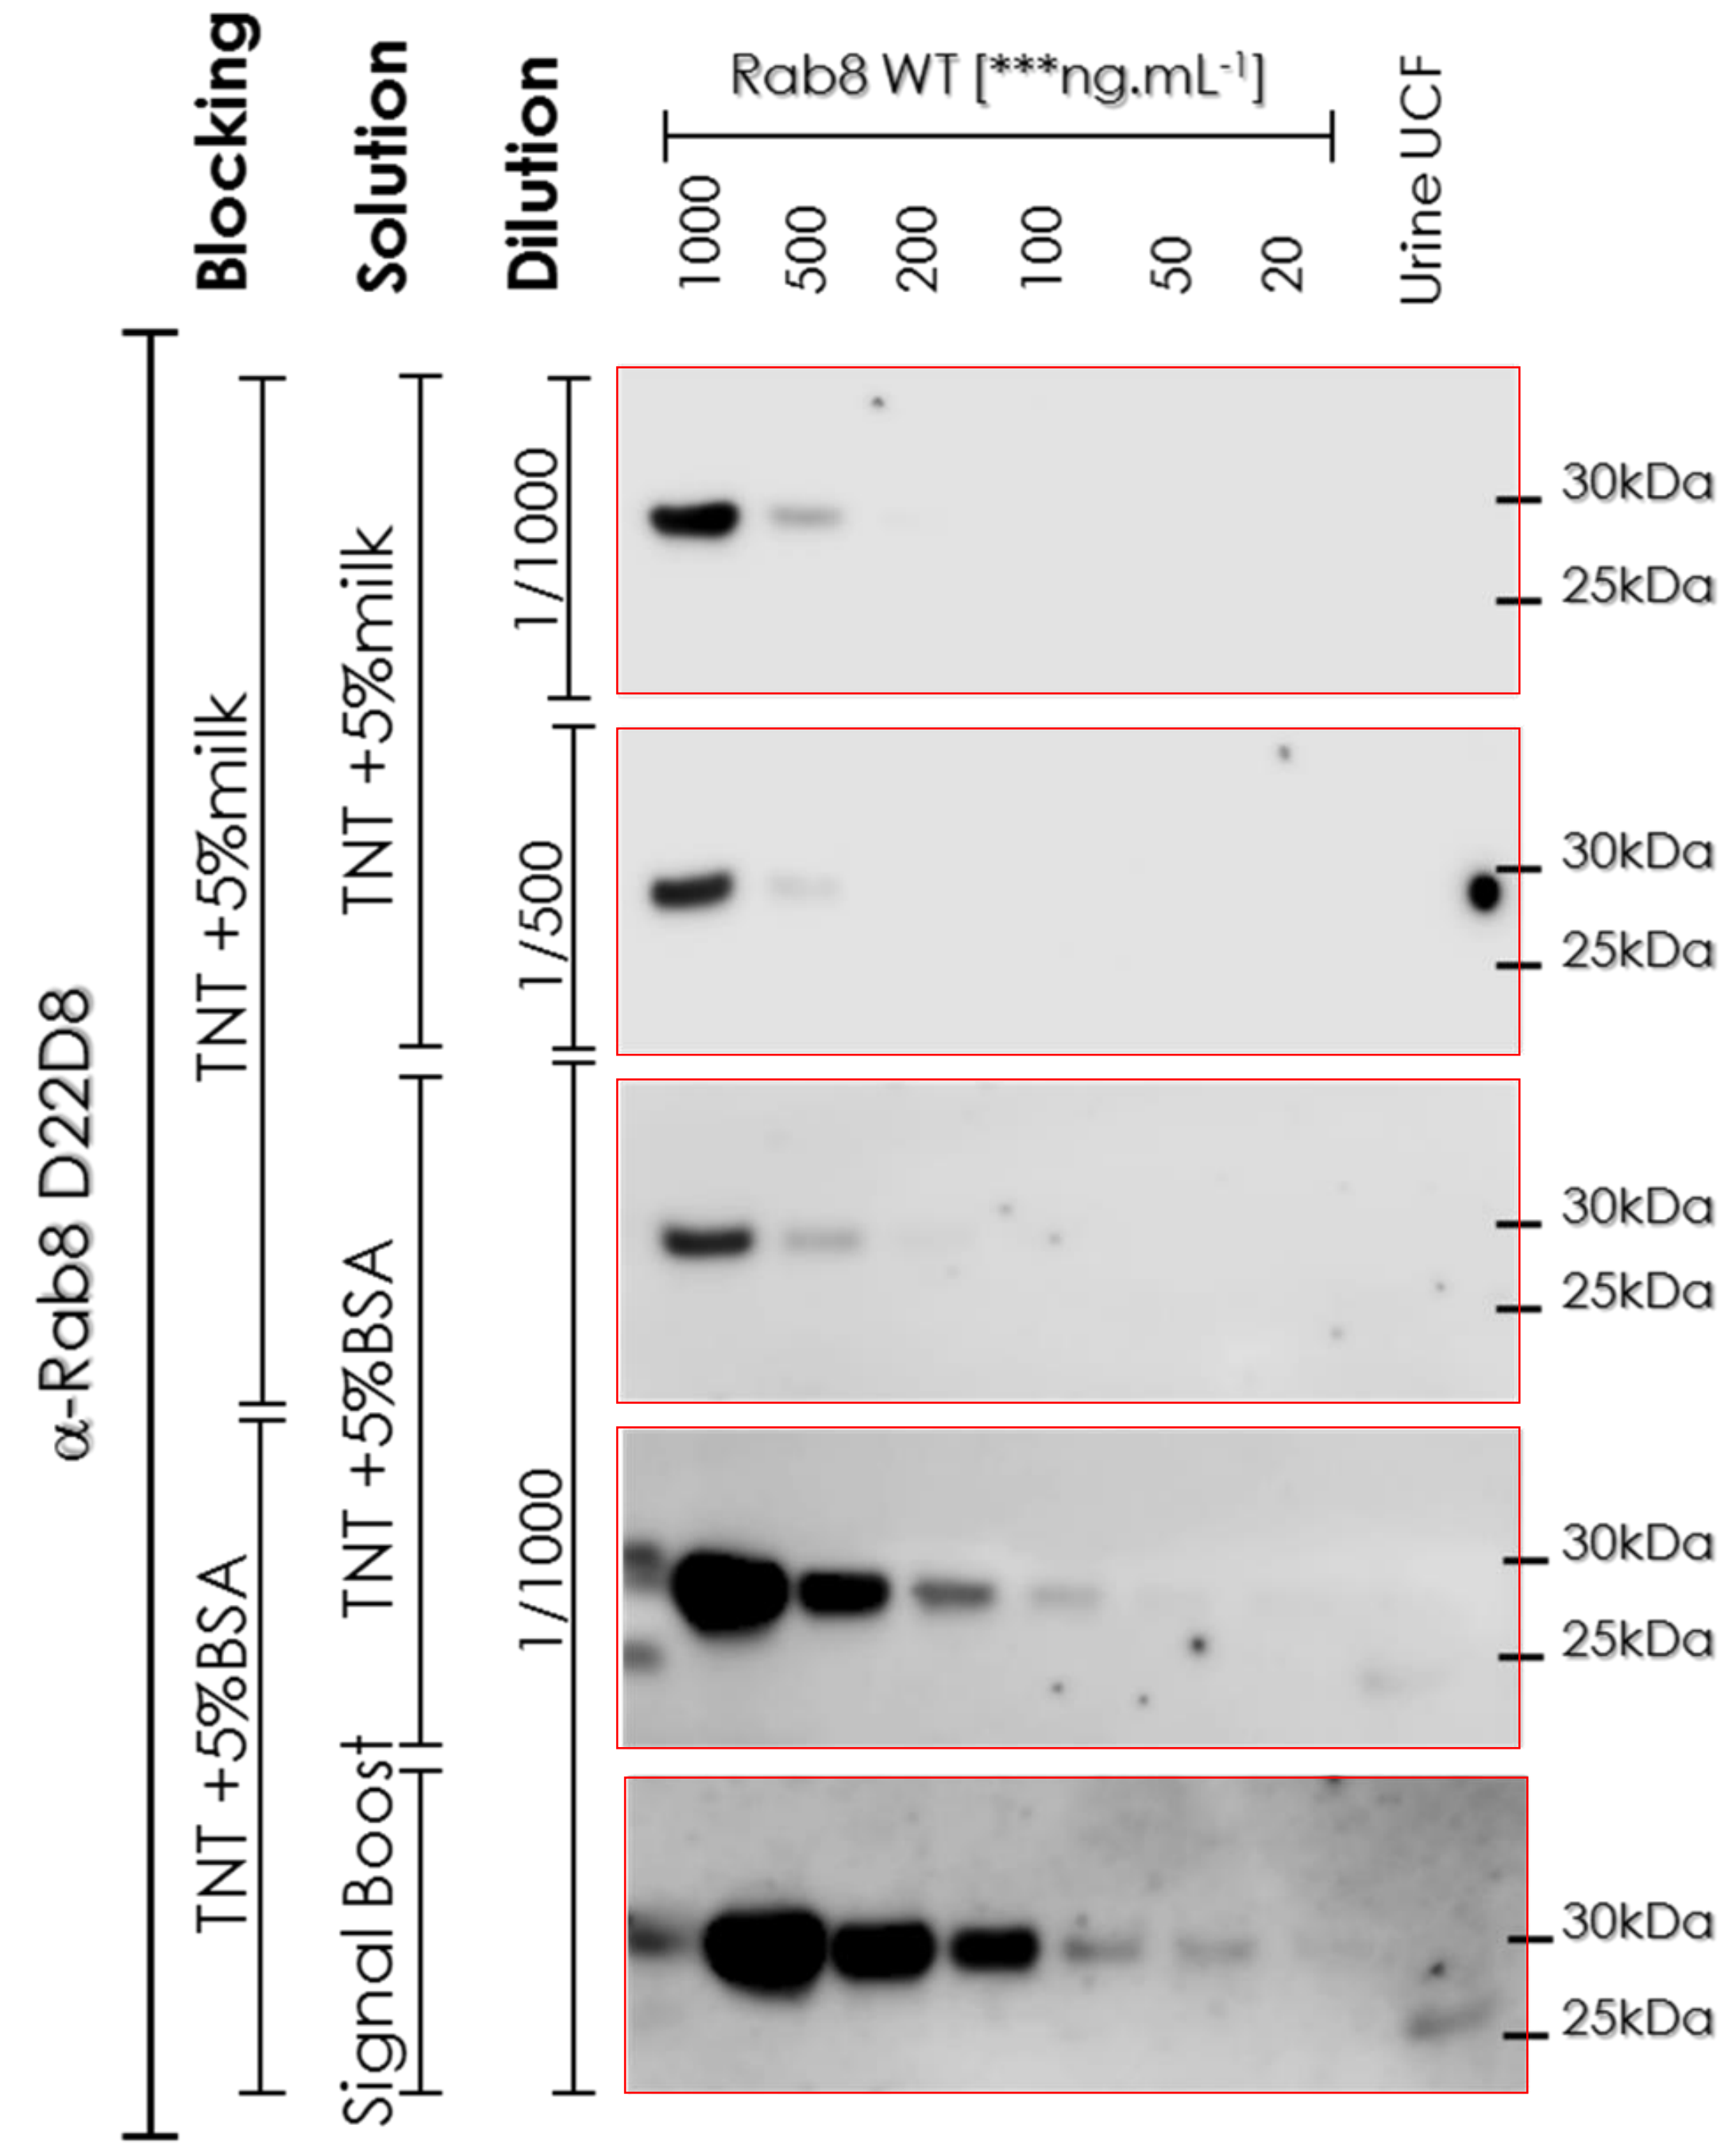 Blocking
Solution
Dilution
Rab8 WT [***ng.mL-1]
1000
500
200
100
50
20
Urine UCF
α-Rab8 D22D8
TNT +5%milk
TNT +5%BSA
TNT +5%milk
TNT +5%BSA
Signal Boost
1/1000
1/500
1/1000
30kDa
25kDa
30kDa
25kDa
30kDa
25kDa
30kDa
25kDa
30kDa
25kDa